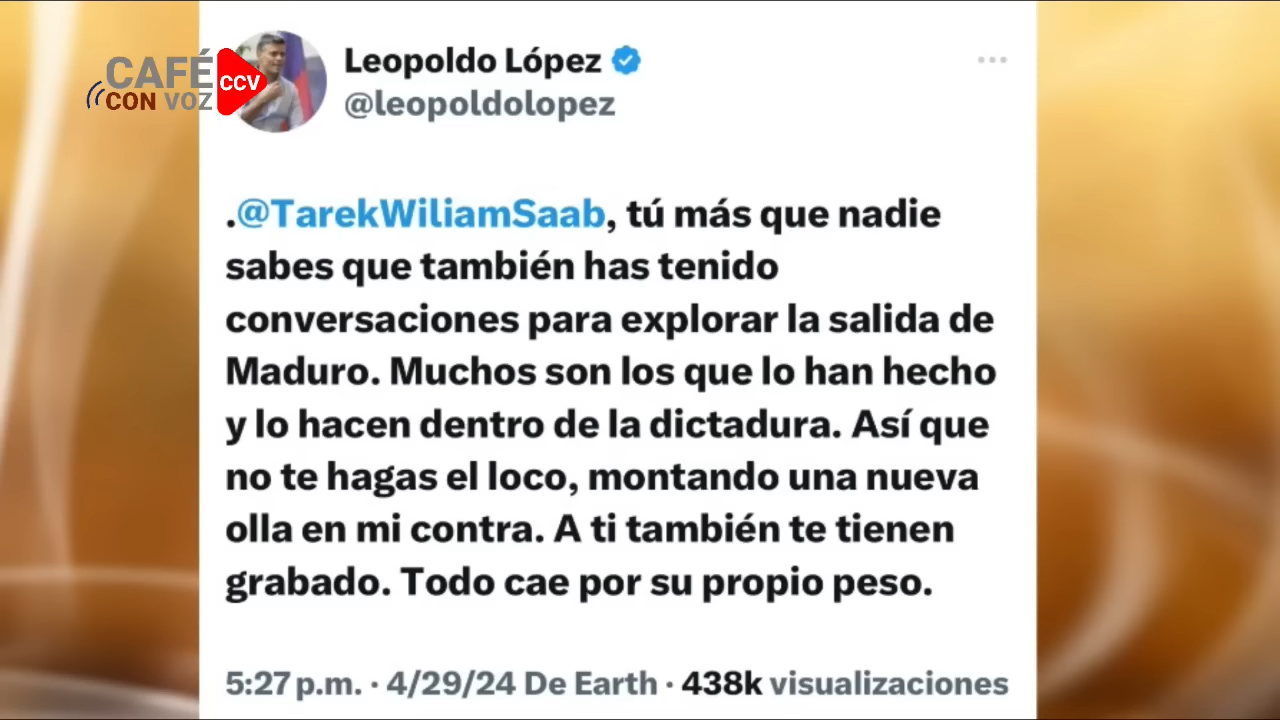 CAFÉ
CON VOZ
CCV
Leopoldo López
@leopoldolopez
.@TarekWiliamSaab, tú más que nadie
sabes que también has tenido
conversaciones para explorar la salida de
Maduro. Muchos son los que lo han hecho
y lo hacen dentro de la dictadura. Así que
no te hagas el loco, montando una nueva
olla en mi contra. A ti también te tienen
grabado. Todo cae por su propio peso.
5:27 p.m. · 4/29/24 De Earth · 438k visualizaciones